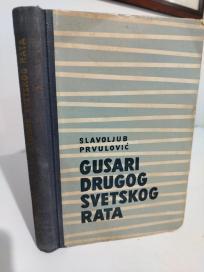 SLAVOLJUB
PRVULOVIĆ
GUSARI
DRUGOG
SVETSKOG
RATA